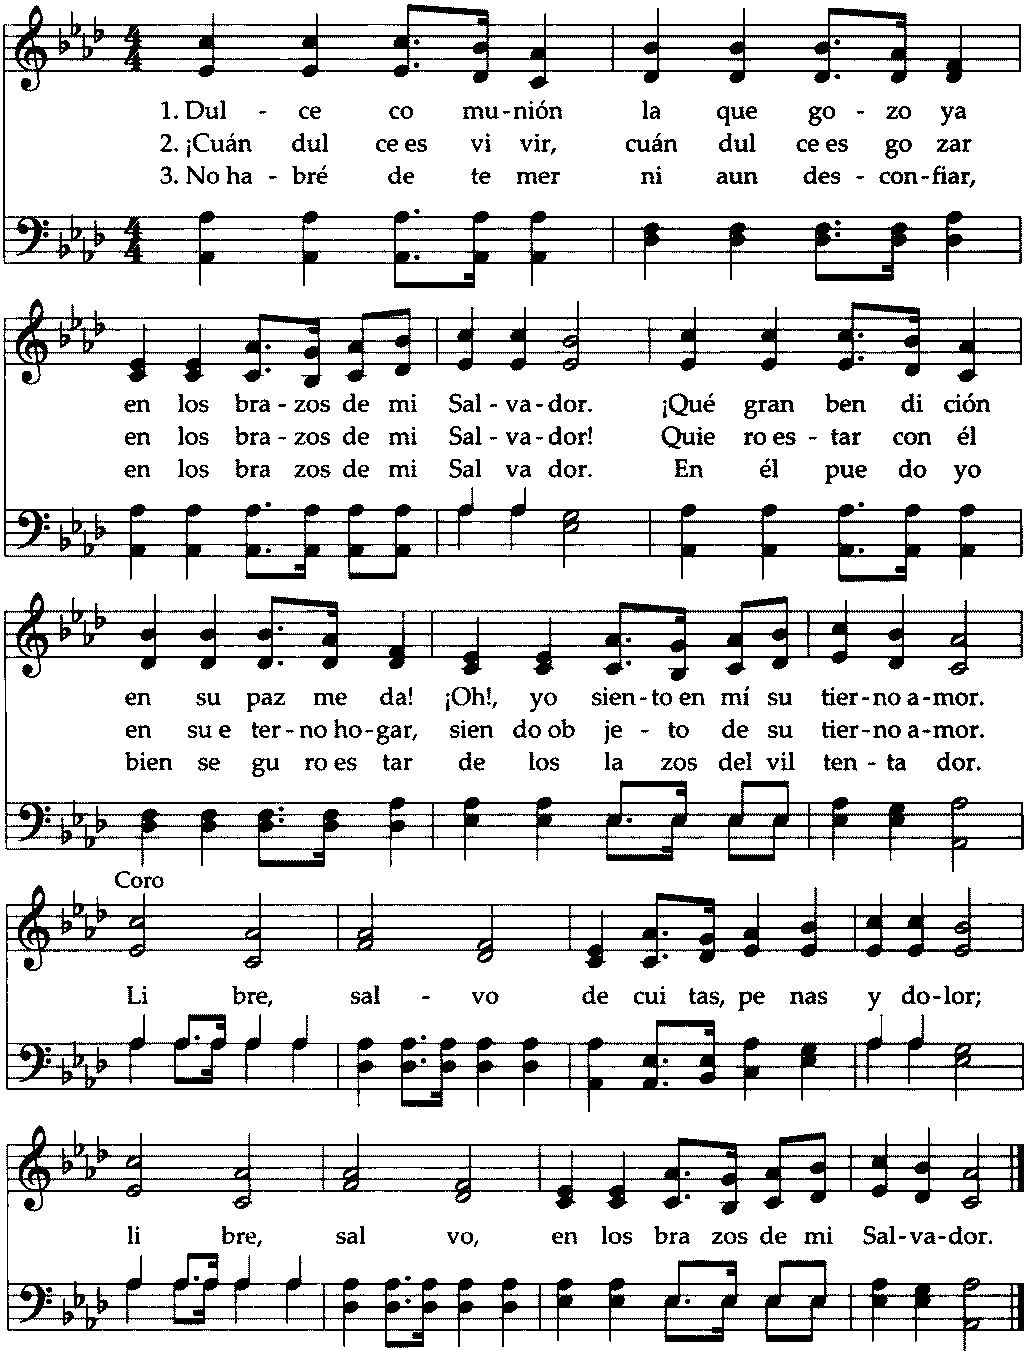 1. Dul - ce co mu-nión la que go - zo ya
2. ¡Cuán dul ce es vi vir, cuán dul ce es go zar
3. No ha - bré de te mer ni aun des - con-fiar,
en los bra - zos de mi Sal - va - dor. ¡Qué gran ben di ción
en los bra - zos de mi Sal - va - dor! Quie ro es - tar con él
en los bra zos de mi Sal va dor. En él pue do yo
en su paz me da! ¡Oh!, yo sien-to en mí su tier-no a-mor.
en su e ter-no ho-gar, sien do ob je - to de su tier-no a-mor.
bien se gu ro es tar de los la zos del vil ten - ta dor.
Coro
Li bre, sal - vo de cui tas, pe nas y do-lor;
li bre, sal vo, en los bra zos de mi Sal-va-dor.